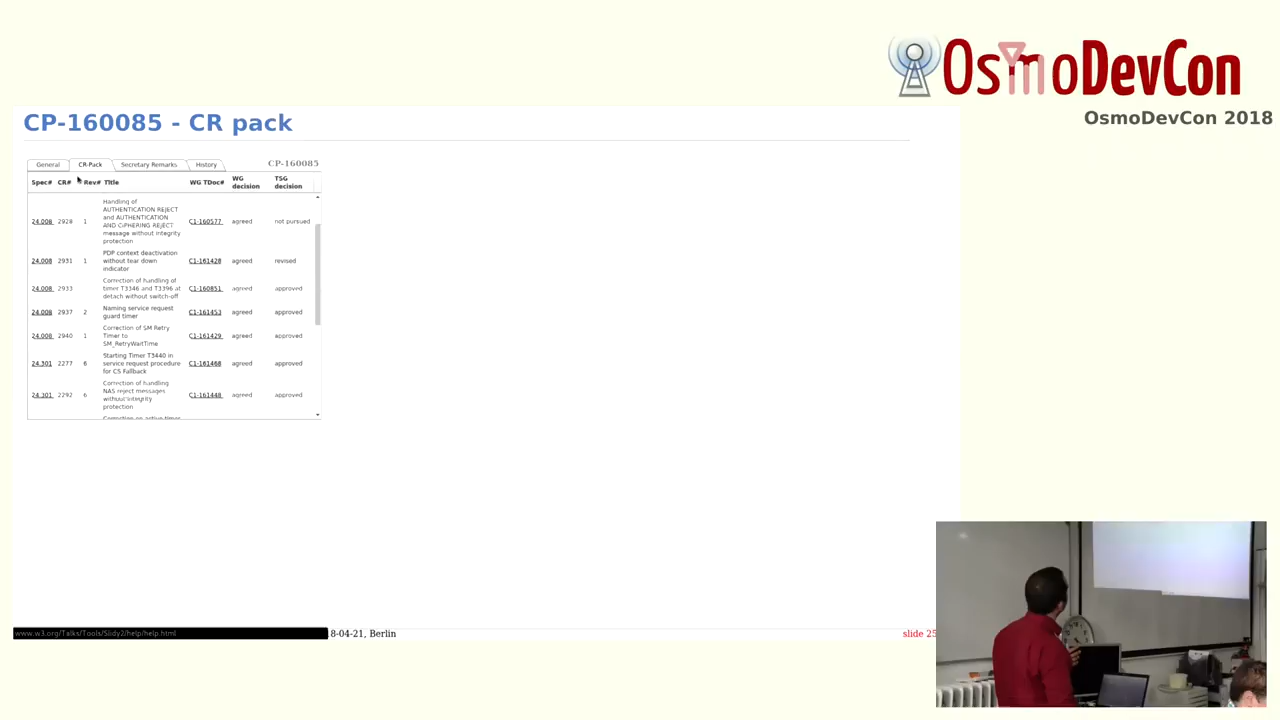 OsmoDevCon
OsmoDevCon 2018
CP-160085 - CR pack
General CR-Pack Secretary Remarks History CP-160085
Spec# CR# Rev# Title WG TDoc# WG decision TSG decision
24.008 2928 1 Handling of AUTHENTICATION REJECT and AUTHENTICATION AND CIPHERING REJECT message without integrity protection C1-160577 agreed not pursued
24.008 2931 1 PDP context deactivation without tear down indicator C1-161428 agreed revised
24.008 2933 Correction of handling of timer T3346 and T3396 at detach without switch-off C1-160851 agreed approved
24.008 2937 2 Naming service request guard timer C1-161453 agreed approved
24.008 2940 1 Correction of SM Retry Timer to SM_RetryWaitTime C1-161429 agreed approved
24.301 2277 6 Starting Timer T3440 in service request procedure for CS Fallback C1-161468 agreed approved
24.301 2292 6 Correction of handling NAS reject messages without integrity protection C1-161448 agreed approved
Correction on active timer
www.w3.org/Talks/Tools/Slidy2/help/help.html 8-04-21, Berlin slide 25